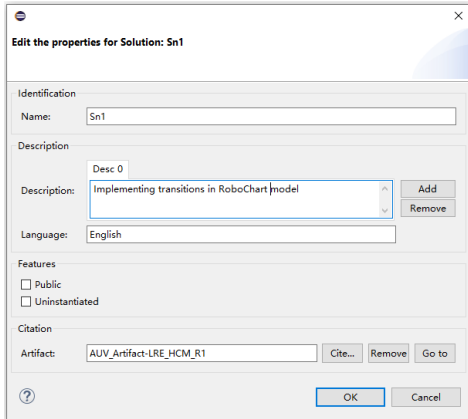 Edit the properties for Solution: Sn1
Identification
Name: Sn1
Description
Desc 0
Description: Implementing transitions in RoboChart model
Add
Remove
Language: English
Features
Public
Uninstantiated
Citation
Artifact: AUV_Artifact-LRE_HCM_R1 Cite... Remove Go to
? OK Cancel